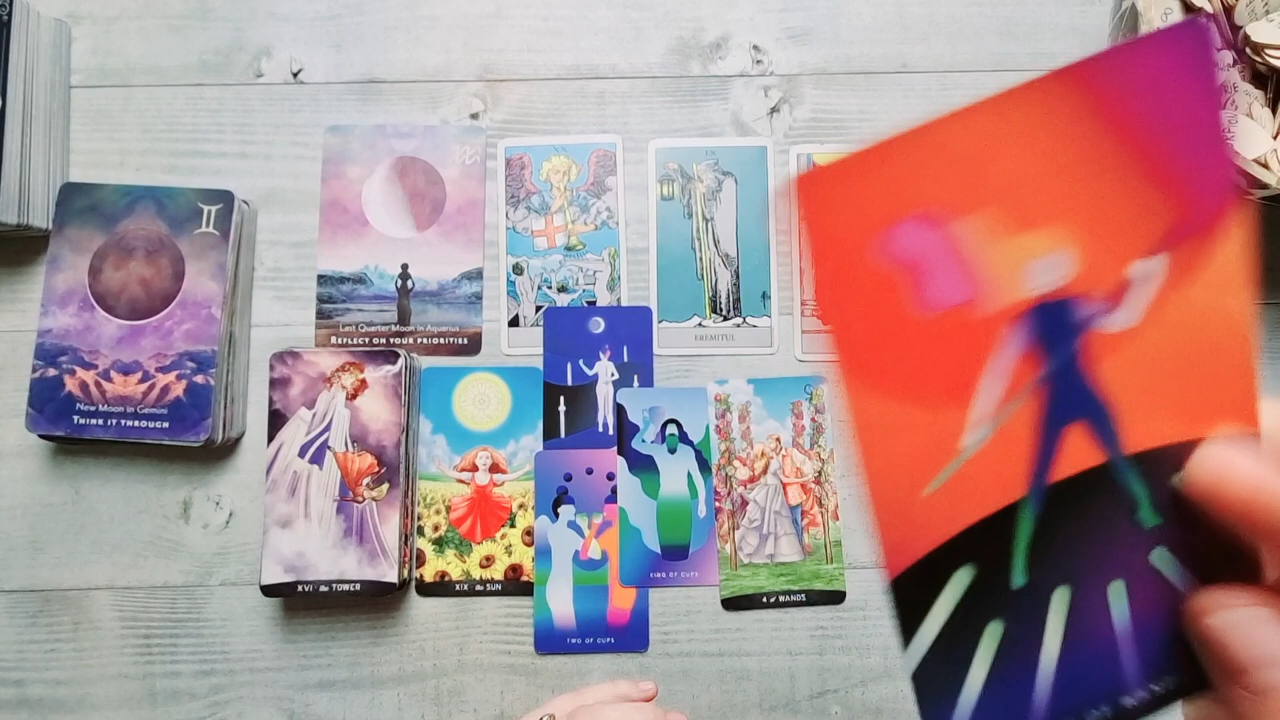 New Moon in Gemini
THINK IT THROUGH
Last Quarter Moon in Aquarius
REFLECT ON YOUR PRIORITIES
XX
IX
EREMITUL
XVI · the TOWER
XIX · the SUN
TWO OF CUPS
KING OF CUPS
4 of WANDS